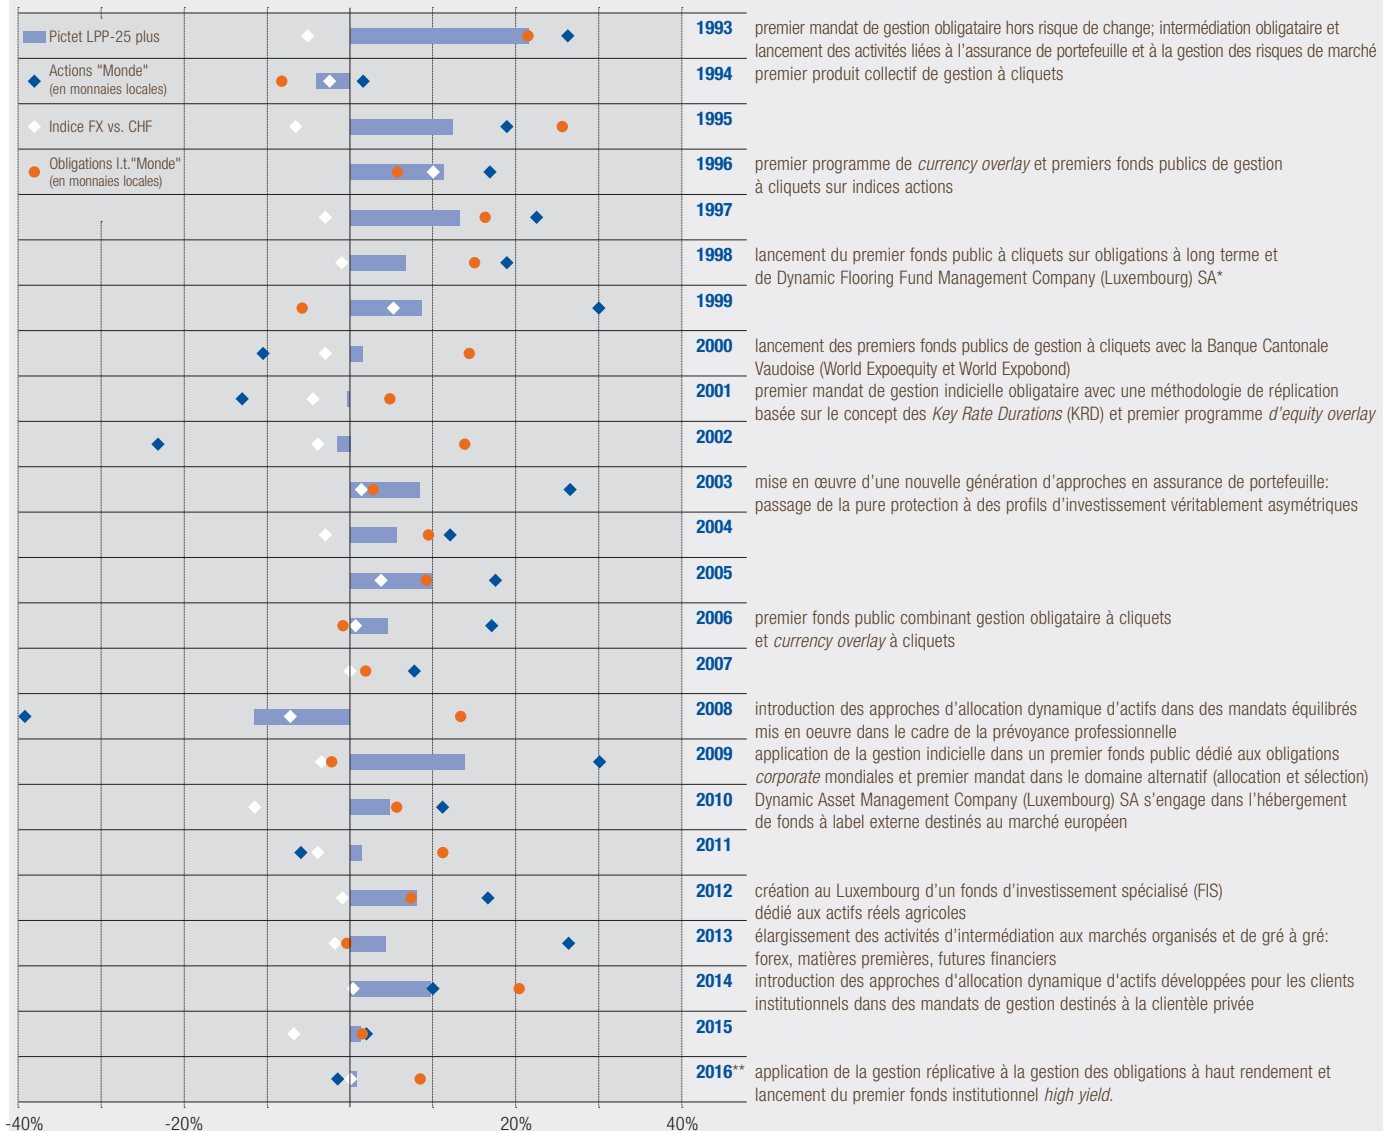 Pictet LPP-25 plus
Actions "Monde"
(en monnaies locales)
Indice FX vs. CHF
Obligations l.t."Monde"
(en monnaies locales)
1993 premier mandat de gestion obligataire hors risque de change; intermédiation obligataire et
lancement des activités liées à l'assurance de portefeuille et à la gestion des risques de marché
1994 premier produit collectif de gestion à cliquets
1995
1996 premier programme de currency overlay et premiers fonds publics de gestion
à cliquets sur indices actions
1997
1998 lancement du premier fonds public à cliquets sur obligations à long terme et
de Dynamic Flooring Fund Management Company (Luxembourg) SA*
1999
2000 lancement des premiers fonds publics de gestion à cliquets avec la Banque Cantonale
Vaudoise (World Expoequity et World Expobond)
2001 premier mandat de gestion indicielle obligataire avec une méthodologie de réplication
basée sur le concept des Key Rate Durations (KRD) et premier programme d'equity overlay
2002
2003 mise en œuvre d'une nouvelle génération d'approches en assurance de portefeuille:
passage de la pure protection à des profils d'investissement véritablement asymétriques
2004
2005
2006 premier fonds public combinant gestion obligataire à cliquets
et currency overlay à cliquets
2007
2008 introduction des approches d'allocation dynamique d'actifs dans des mandats équilibrés
mis en oeuvre dans le cadre de la prévoyance professionnelle
2009 application de la gestion indicielle dans un premier fonds public dédié aux obligations
corporate mondiales et premier mandat dans le domaine alternatif (allocation et sélection)
2010 Dynamic Asset Management Company (Luxembourg) SA s'engage dans l'hébergement
de fonds à label externe destinés au marché européen
2011
2012 création au Luxembourg d'un fonds d'investissement spécialisé (FIS)
dédié aux actifs réels agricoles
2013 élargissement des activités d'intermédiation aux marchés organisés et de gré à gré:
forex, matières premières, futures financiers
2014 introduction des approches d'allocation dynamique d'actifs développées pour les clients
institutionnels dans des mandats de gestion destinés à la clientèle privée
2015
2016** application de la gestion réplicative à la gestion des obligations à haut rendement et
lancement du premier fonds institutionnel high yield.
-40% -20% 20% 40%